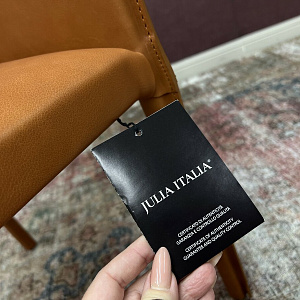 JULIA ITALIA®
CERTIFICATO DI AUTENTICITÀ
GARANZIA E CONTROLLO QUALITÀ
CERTIFICATE OF AUTHENTICITY
GUARANTEE AND QUALITY CONTROL